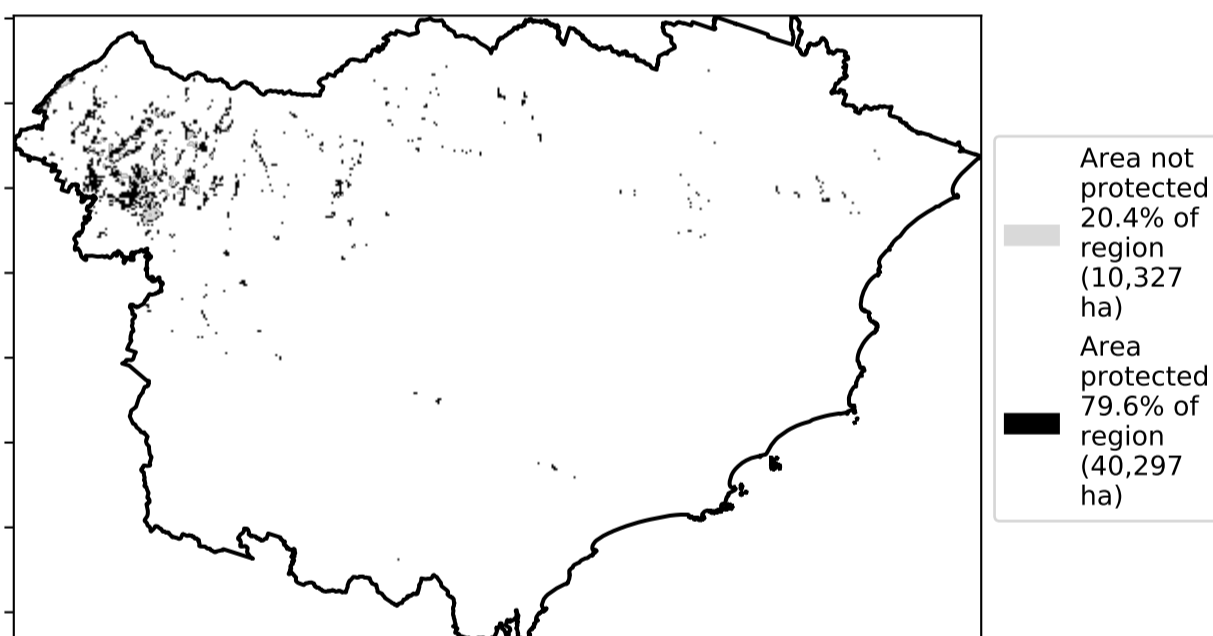 Area not
protected
20.4% of
region
(10,327
ha)
Area
protected
79.6% of
region
(40,297
ha)